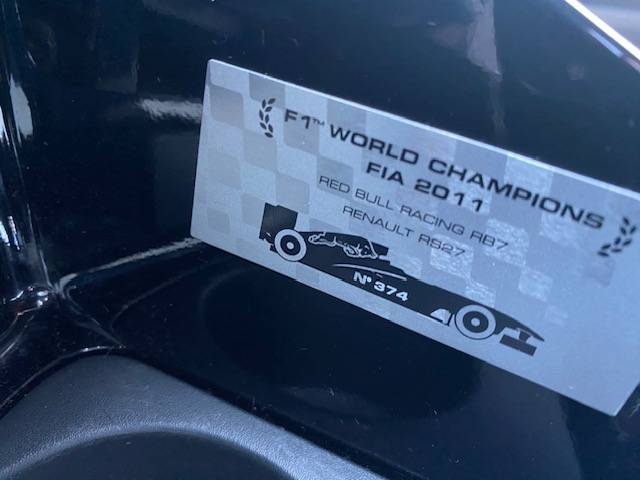 F1™ WORLD CHAMPIONS
FIA 2011
RED BULL RACING RB7
RENAULT RS27
Nº 374